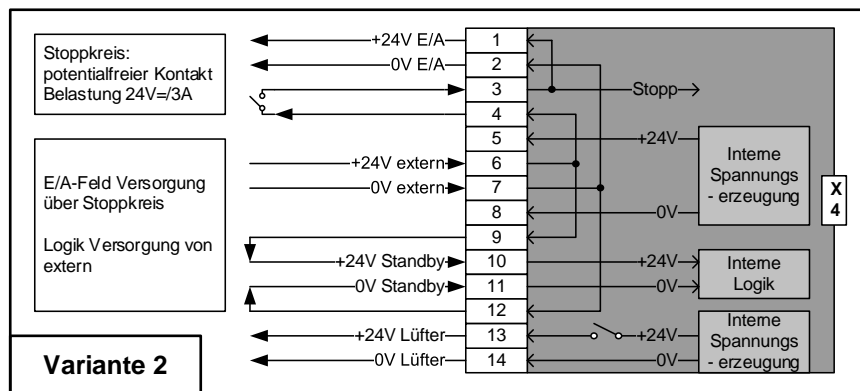 Stoppkreis:
potentialfreier Kontakt
Belastung 24V=/3A
E/A-Feld Versorgung
über Stoppkreis
Logik Versorgung von
extern
Variante 2
+24V E/A
0V E/A
+24V extern
0V extern
+24V Standby
0V Standby
+24V Lüfter
0V Lüfter
1
2
3
4
5
6
7
8
9
10
11
12
13
14
Stopp
+24V
0V
+24V
0V
+24V
0V
Interne
Spannungs
- erzeugung
Interne
Logik
Interne
Spannungs
- erzeugung
X
4